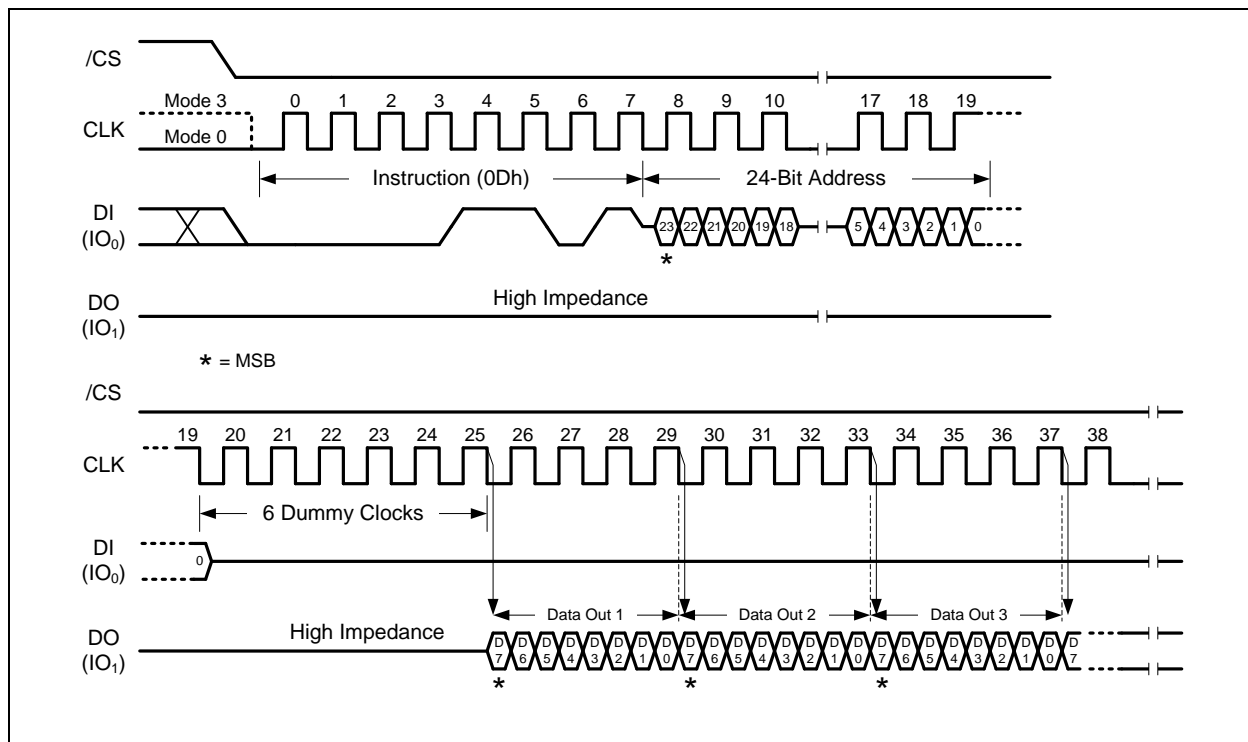 /CS
Mode 3
0 1 2 3 4 5 6 7 8 9 10 17 18 19
CLK
Mode 0
Instruction (0Dh)
24-Bit Address
DI
(IO0)
23 22 21 20 19 18 5 4 3 2 1 0
*
High Impedance
DO
(IO1)
* = MSB
/CS
19 20 21 22 23 24 25 26 27 28 29 30 31 32 33 34 35 36 37 38
CLK
6 Dummy Clocks
DI
(IO0)
0
Data Out 1
Data Out 2
Data Out 3
High Impedance
DO
(IO1)
D7 D6 D5 D4 D3 D2 D1 D0 D7 D6 D5 D4 D3 D2 D1 D0 D7 D6 D5 D4 D3 D2 D1 D0 D7
* * *